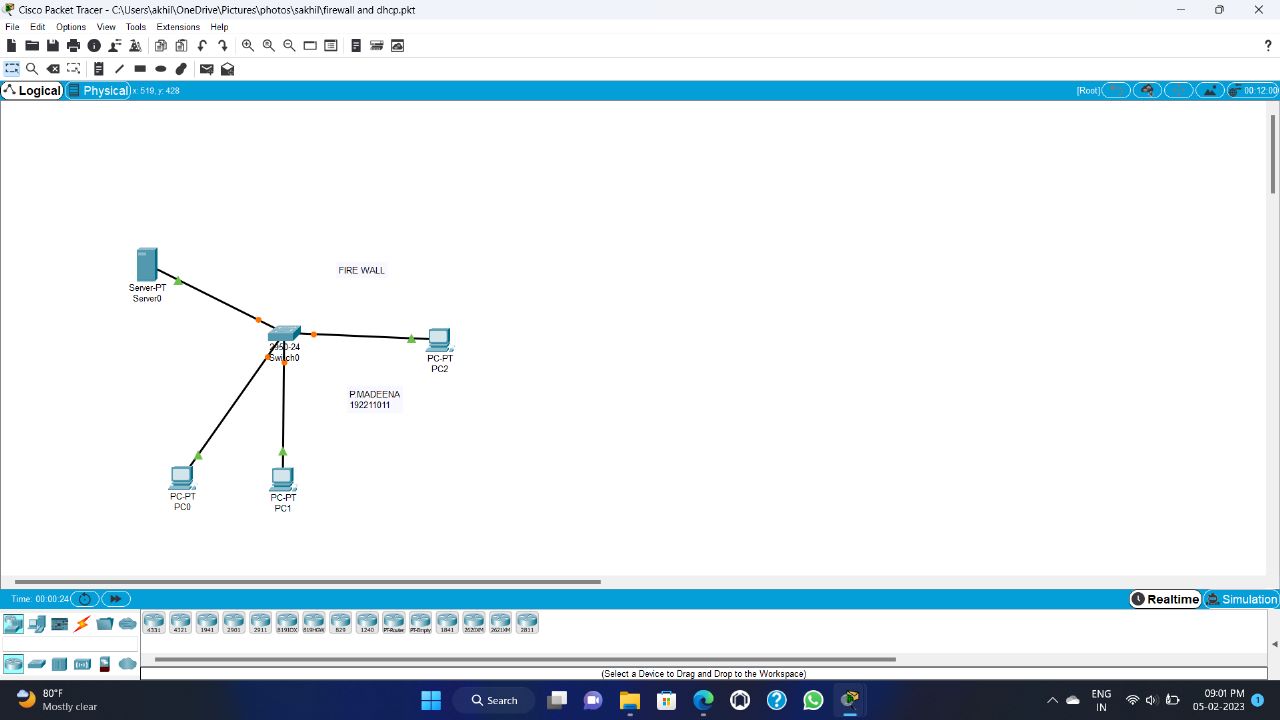 Cisco Packet Tracer - C:\Users\akhil\OneDrive\Pictures\photos\sakhil\firewall and dhcp.pkt
File Edit Options View Tools Extensions Help
?
Logical Physical x: 519, y: 428 [Root] 00:12:00
FIRE WALL
Server-PT
Server0
2950-24
Switch0
PC-PT
PC2
P.MADEENA
192211011
PC-PT
PC0
PC-PT
PC1
Time: 00:00:24 Realtime Simulation
4331 4321 1941 2901 2911 819IOX 819HGW 829 1240 PT-Router PT-Empty 1841 2620XM 2621XM 2811
(Select a Device to Drag and Drop to the Workspace)
80°F
Mostly clear
Search
ENG
IN
09:01 PM
05-02-2023
1